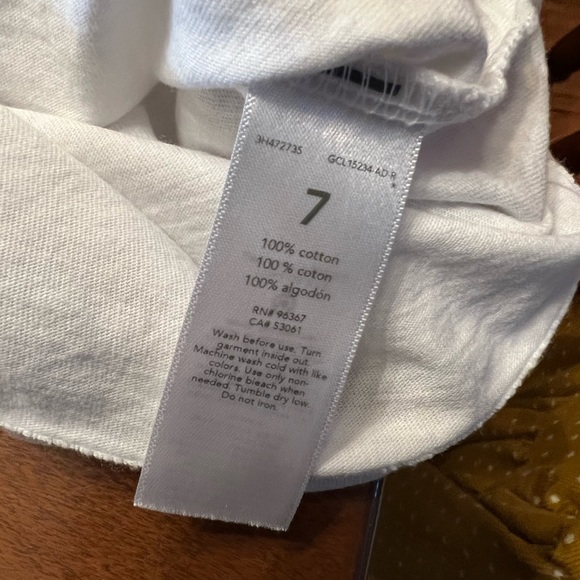 3H472735 GCL15234-AD-R
7
100% cotton
100 % coton
100% algodón
RN# 96367
CA# 53061
Wash before use. Turn
garment inside out.
Machine wash cold with like
colors. Use only non-
chlorine bleach when
needed. Tumble dry low.
Do not iron.